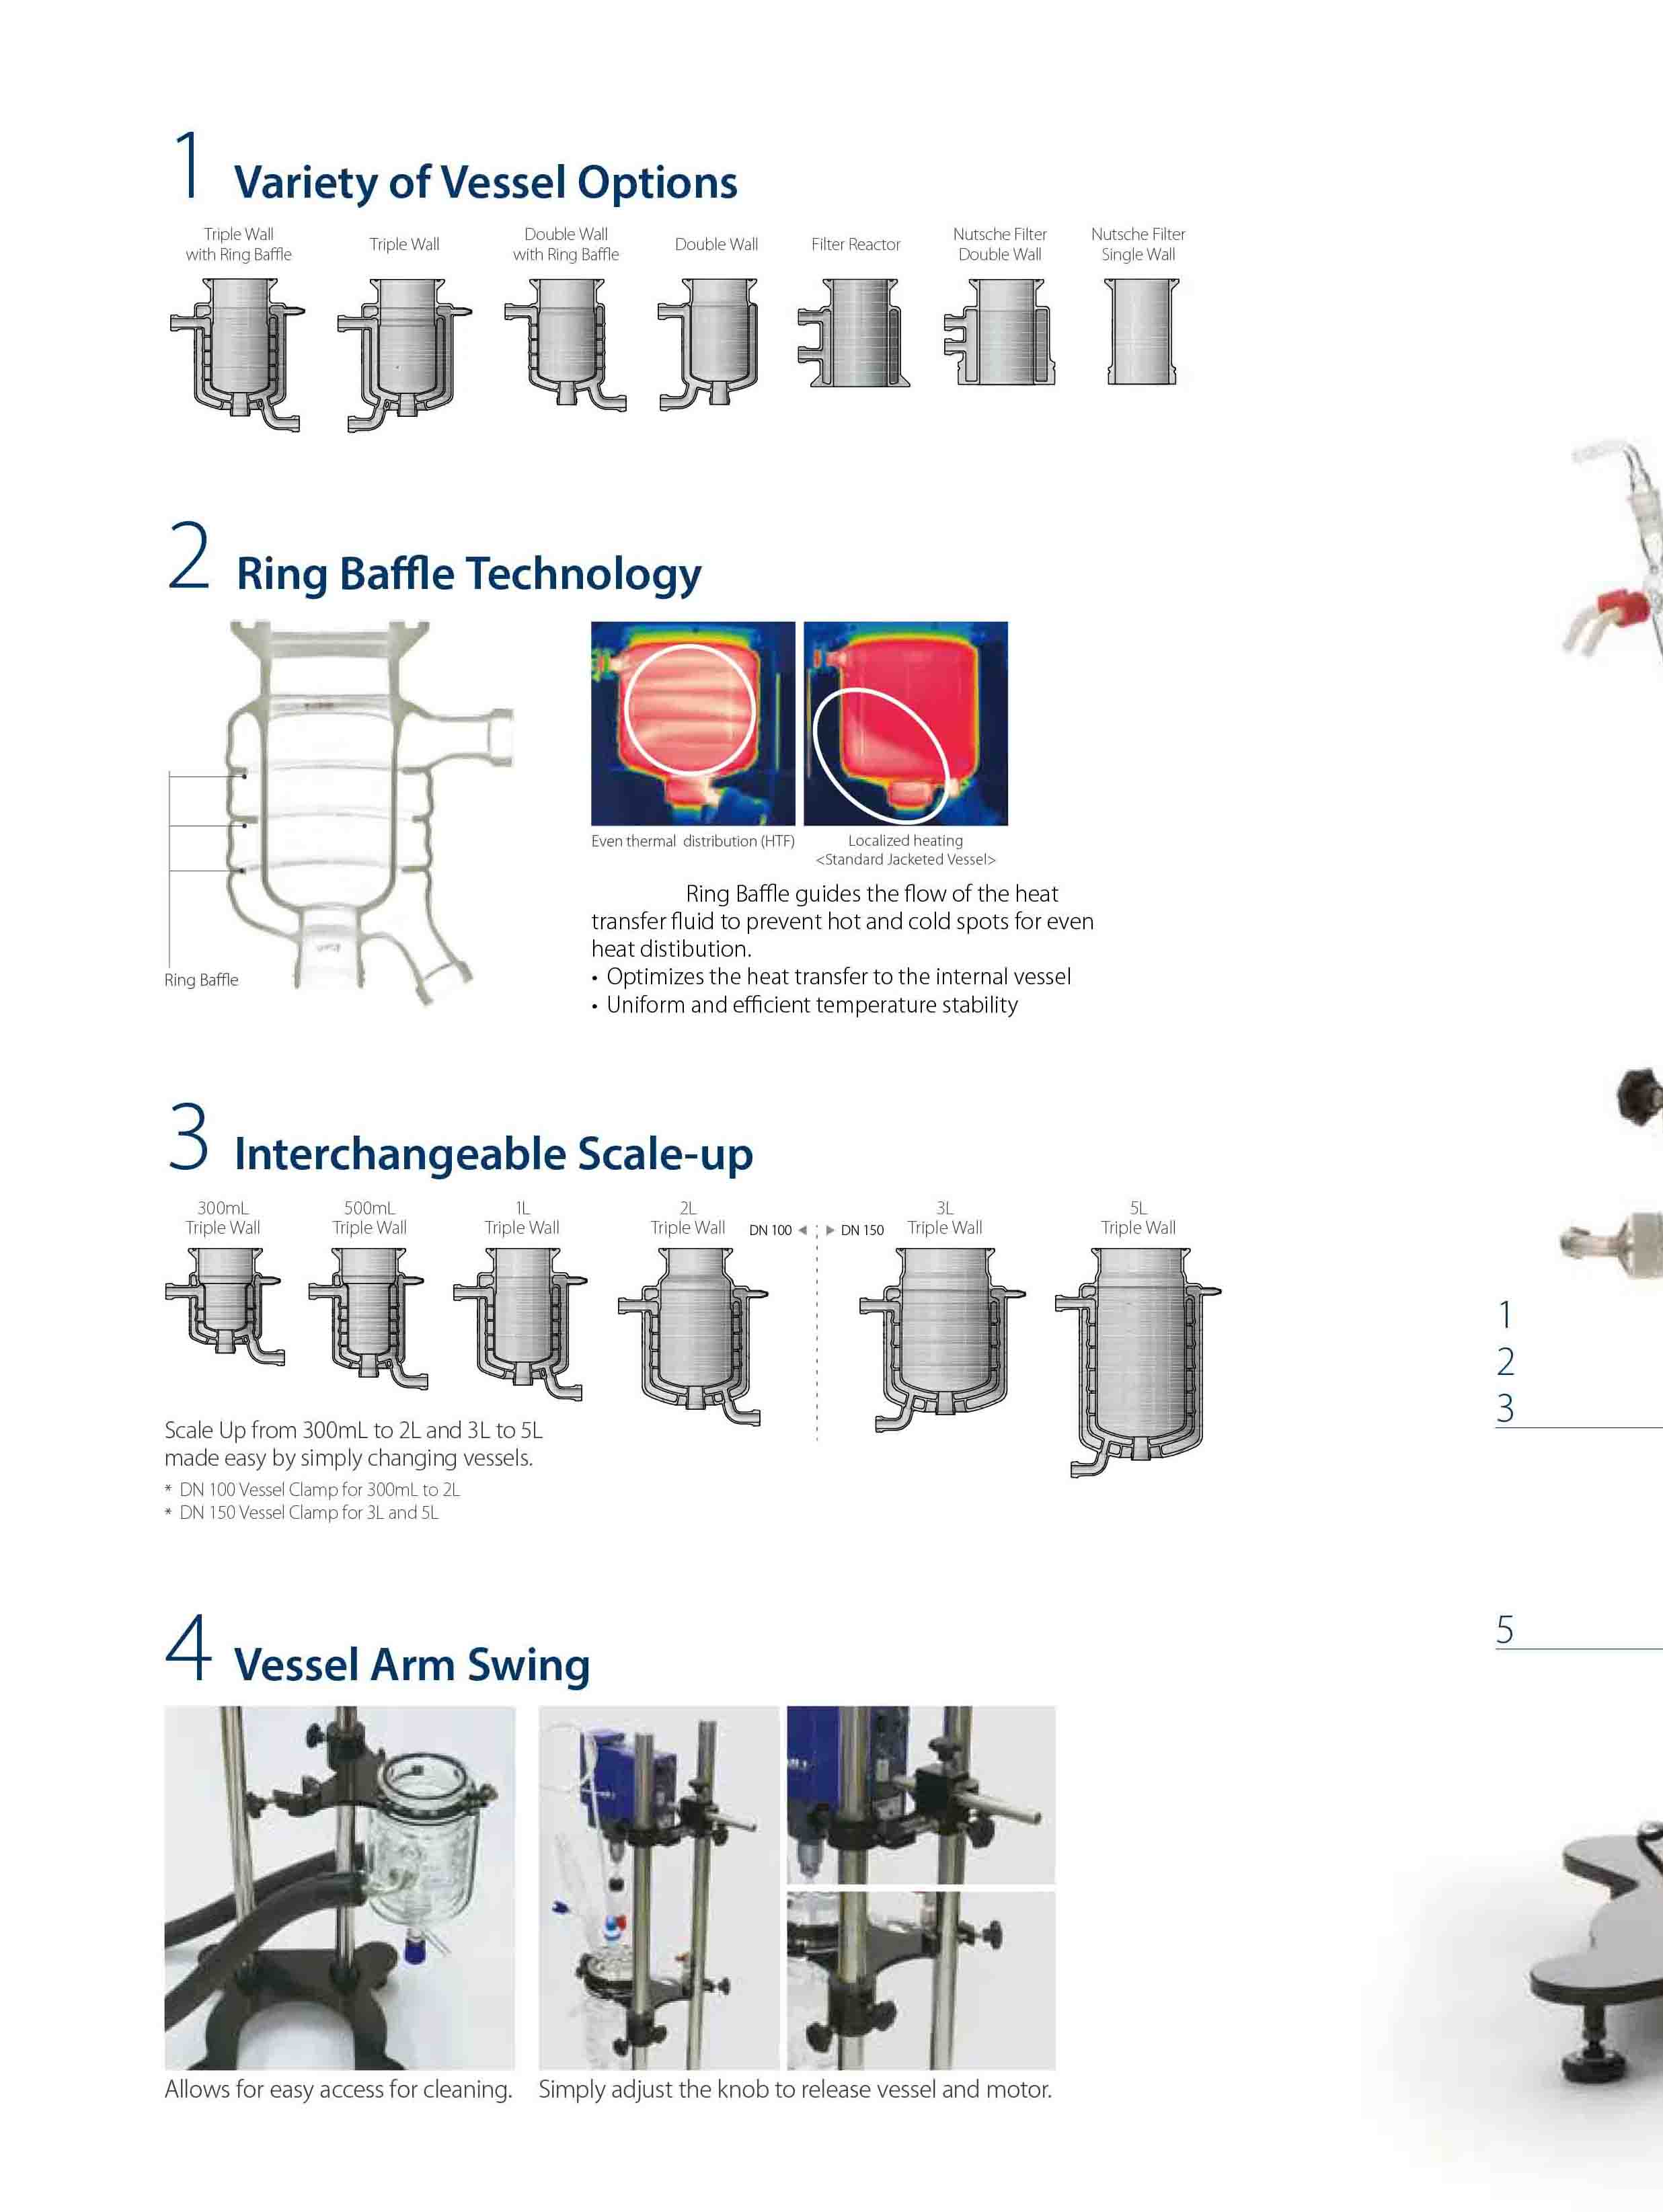 1 Variety of Vessel Options
Triple Wall
with Ring Baffle
Triple Wall
Double Wall
with Ring Baffle
Double Wall
Filter Reactor
Nutsche Filter
Double Wall
Nutsche Filter
Single Wall
2 Ring Baffle Technology
Ring Baffle
Even thermal distribution (HTF)
Localized heating
<Standard Jacketed Vessel>
Ring Baffle guides the flow of the heat
transfer fluid to prevent hot and cold spots for even
heat distibution.
• Optimizes the heat transfer to the internal vessel
• Uniform and efficient temperature stability
3 Interchangeable Scale-up
300mL
Triple Wall
500mL
Triple Wall
1L
Triple Wall
2L
Triple Wall
DN 100 ◄ ► DN 150
3L
Triple Wall
5L
Triple Wall
Scale Up from 300mL to 2L and 3L to 5L
made easy by simply changing vessels.
* DN 100 Vessel Clamp for 300mL to 2L
* DN 150 Vessel Clamp for 3L and 5L
4 Vessel Arm Swing
Allows for easy access for cleaning.
Simply adjust the knob to release vessel and motor.
1
2
3
5